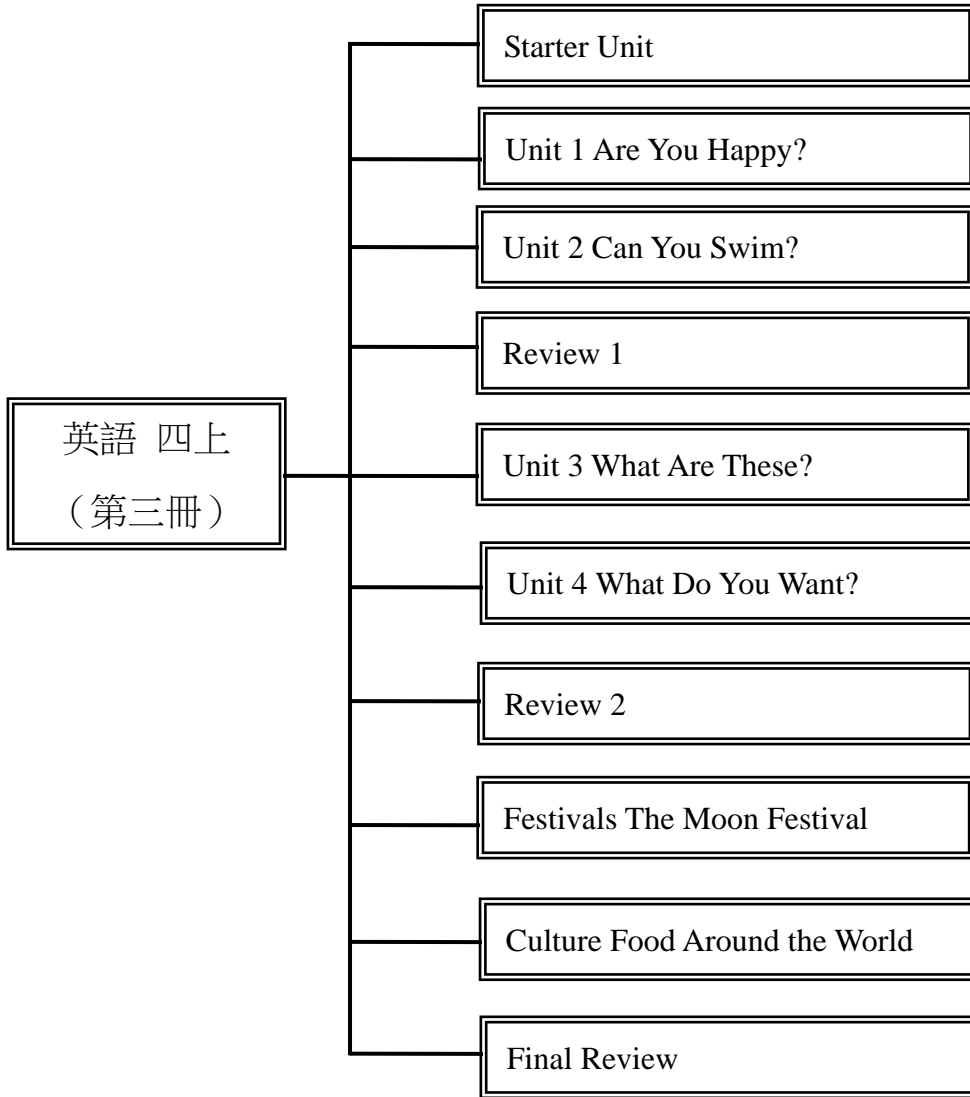 Starter Unit
Unit 1 Are You Happy?
Unit 2 Can You Swim?
Review 1
英語 四上
（第三冊）
Unit 3 What Are These?
Unit 4 What Do You Want?
Review 2
Festivals The Moon Festival
Culture Food Around the World
Final Review